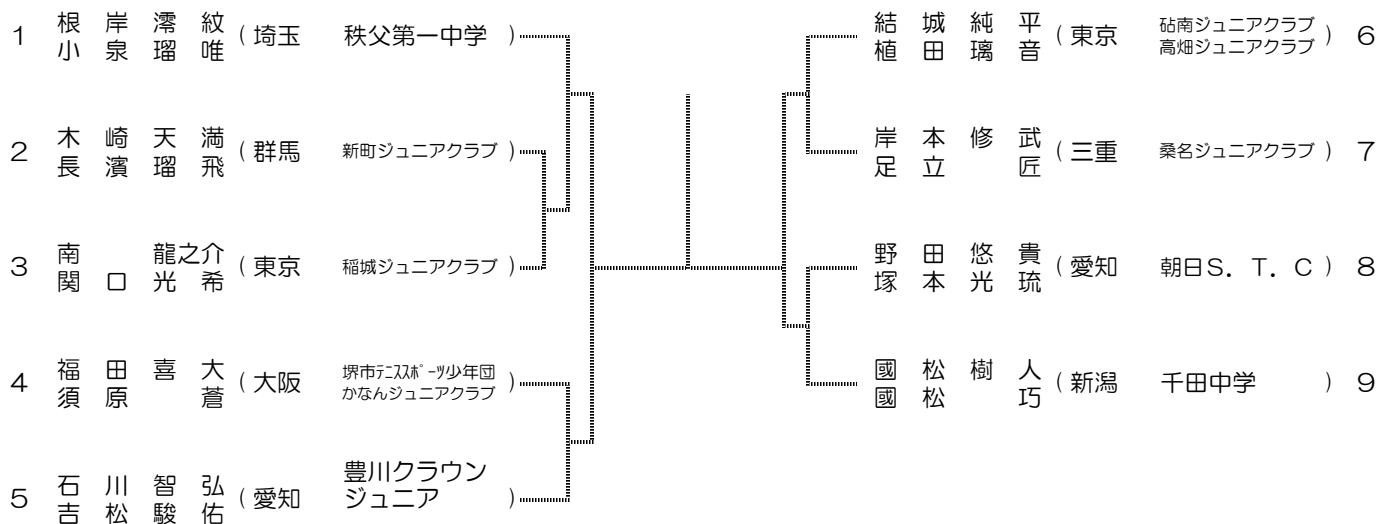 根岸澪紋
1 (埼玉 秩父第一中学 )
小泉瑠唯
木崎天満
2 (群馬 新町ジュニアクラブ )
長濱瑠飛
南龍之介
3 (東京 稲城ジュニアクラブ )
関口光希
福田喜大 堺市テニススポーツ少年団
4 (大阪 )
須原蒼 かなんジュニアクラブ
石川智弘 豊川クラウン
5 (愛知 )
吉松駿佑 ジュニア
結城純平 砧南ジュニアクラブ
(東京 ) 6
植田璃音 高畑ジュニアクラブ
岸本修武
(三重 桑名ジュニアクラブ ) 7
足立匠
野田悠貴
(愛知 朝日S.T.C ) 8
塚本光琉
國松樹人
(新潟 千田中学 ) 9
國松巧